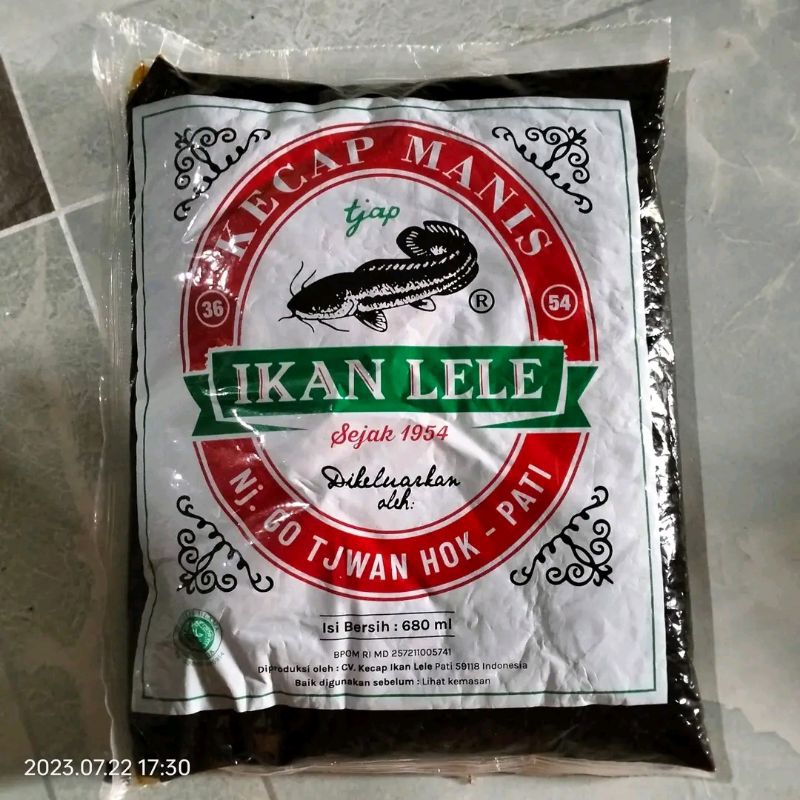 KECAP MANIS
tjap
®
36
54
IKAN LELE
Sejak 1954
Dikeluarkan
oleh:
Nj. GO TJWAN HOK - PATI
Isi Bersih : 680 ml
BPOM RI MD 257211005741
Diproduksi oleh : CV. Kecap Ikan Lele Pati 59118 Indonesia
Baik digunakan sebelum : Lihat kemasan
2023.07.22 17:30